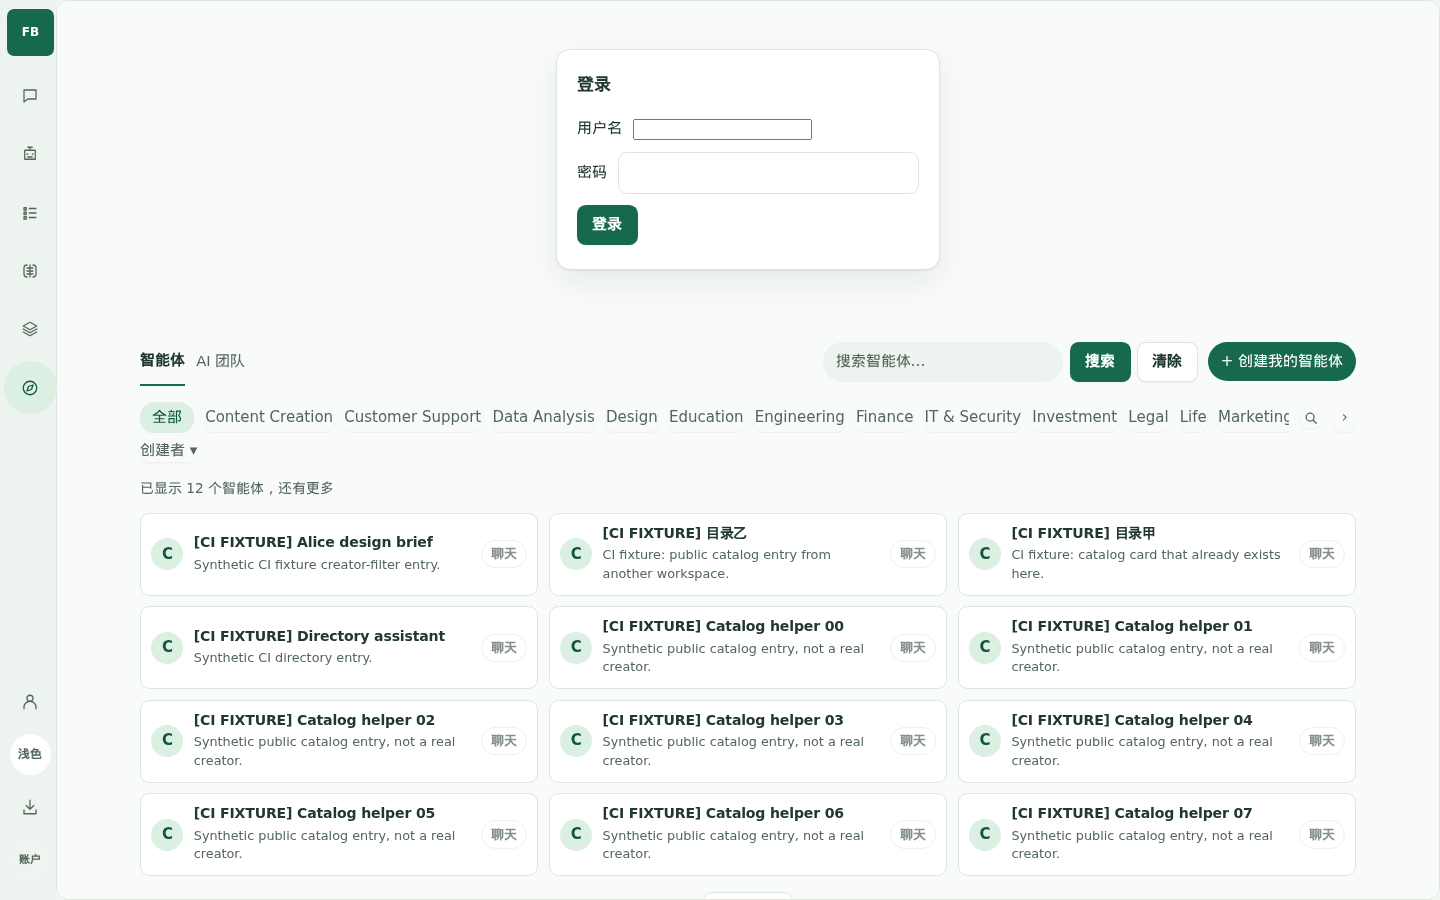 FB
登录
用户名
密码
登录
智能体 AI 团队
搜索智能体... 搜索 清除 + 创建我的智能体
全部 Content Creation Customer Support Data Analysis Design Education Engineering Finance IT & Security Investment Legal Life Marketing
创建者 ▾
已显示 12 个智能体，还有更多
C
[CI FIXTURE] Alice design brief
Synthetic CI fixture creator-filter entry.
聊天
C
[CI FIXTURE] 目录乙
CI fixture: public catalog entry from
another workspace.
聊天
C
[CI FIXTURE] 目录甲
CI fixture: catalog card that already exists
here.
聊天
C
[CI FIXTURE] Directory assistant
Synthetic CI directory entry.
聊天
C
[CI FIXTURE] Catalog helper 00
Synthetic public catalog entry, not a real
creator.
聊天
C
[CI FIXTURE] Catalog helper 01
Synthetic public catalog entry, not a real
creator.
聊天
C
[CI FIXTURE] Catalog helper 02
Synthetic public catalog entry, not a real
creator.
聊天
C
[CI FIXTURE] Catalog helper 03
Synthetic public catalog entry, not a real
creator.
聊天
C
[CI FIXTURE] Catalog helper 04
Synthetic public catalog entry, not a real
creator.
聊天
C
[CI FIXTURE] Catalog helper 05
Synthetic public catalog entry, not a real
creator.
聊天
C
[CI FIXTURE] Catalog helper 06
Synthetic public catalog entry, not a real
creator.
聊天
C
[CI FIXTURE] Catalog helper 07
Synthetic public catalog entry, not a real
creator.
聊天
浅色
账户